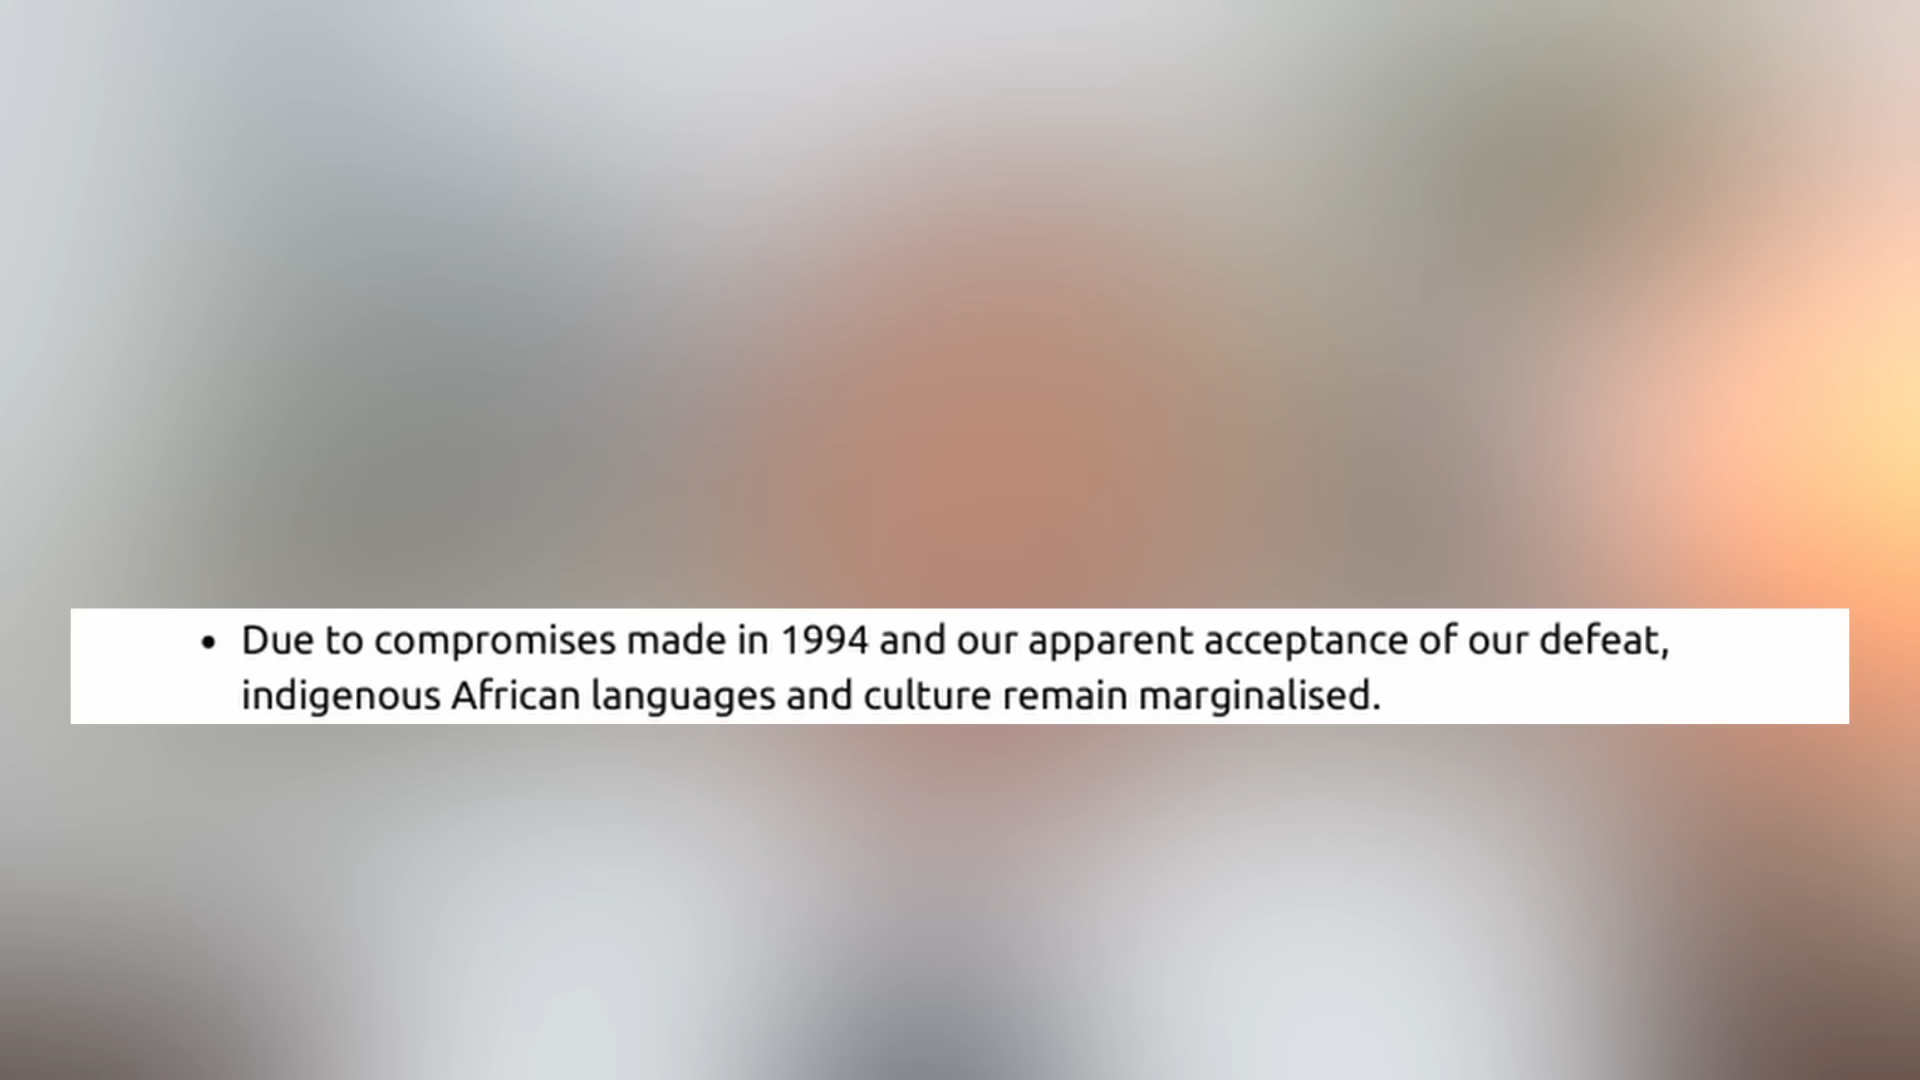 • Due to compromises made in 1994 and our apparent acceptance of our defeat,
indigenous African languages and culture remain marginalised.